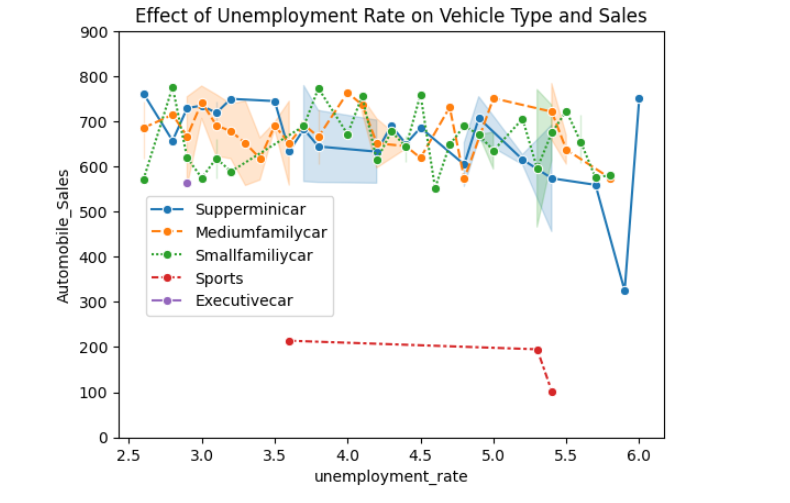 Effect of Unemployment Rate on Vehicle Type and Sales
900
800
700
600
500
400
300
200
100
0
Automobile_Sales
Supperminicar
Mediumfamilycar
Smallfamiliycar
Sports
Executivecar
2.5 3.0 3.5 4.0 4.5 5.0 5.5 6.0
unemployment_rate